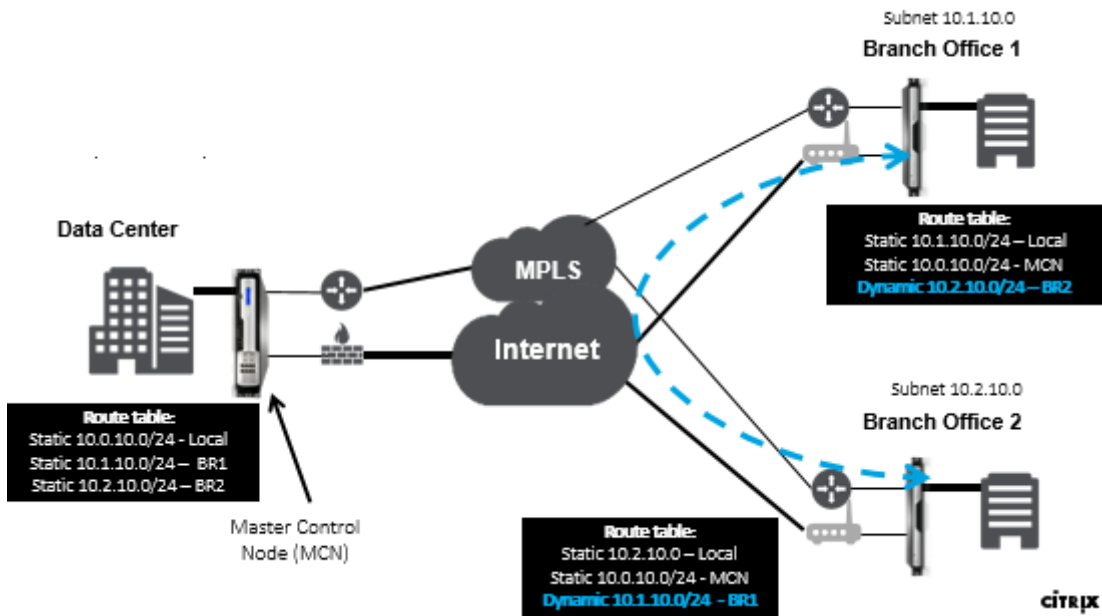 Subnet 10.1.10.0
Branch Office 1
Route table:
Static 10.1.10.0/24 – Local
Static 10.0.10.0/24 - MCN
Dynamic 10.2.10.0/24 – BR2
Data Center
MPLS
Internet
Route table:
Static 10.0.10.0/24 - Local
Static 10.1.10.0/24 – BR1
Static 10.2.10.0/24 – BR2
Master Control
Node (MCN)
Subnet 10.2.10.0
Branch Office 2
Route table:
Static 10.2.10.0 – Local
Static 10.0.10.0/24 - MCN
Dynamic 10.1.10.0/24 - BR1
CITRIX